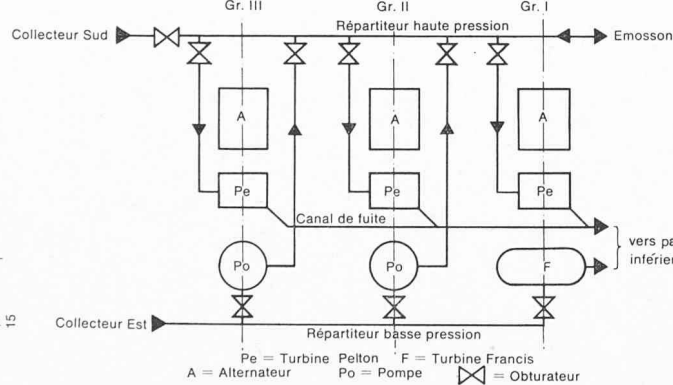 Gr. III Gr. II Gr. I
Répartiteur haute pression
Collecteur Sud
Emosson
A A A
Pe Pe Pe
Canal de fuite
vers
Po Po F
15
Collecteur Est
Répartiteur basse pression
Pe = Turbine Pelton F = Turbine Francis
A = Alternateur Po = Pompe = Obturateur